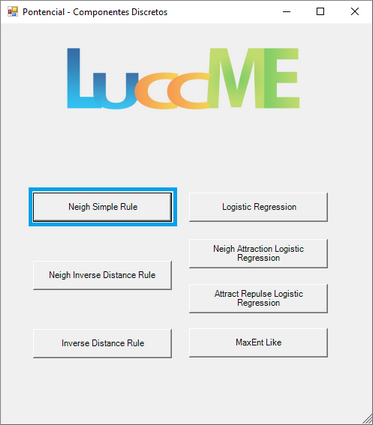 Pontencial - Componentes Discretos
LuccME
Neigh Simple Rule
Logistic Regression
Neigh Attraction Logistic
Regression
Neigh Inverse Distance Rule
Attract Repulse Logistic
Regression
Inverse Distance Rule
MaxEnt Like